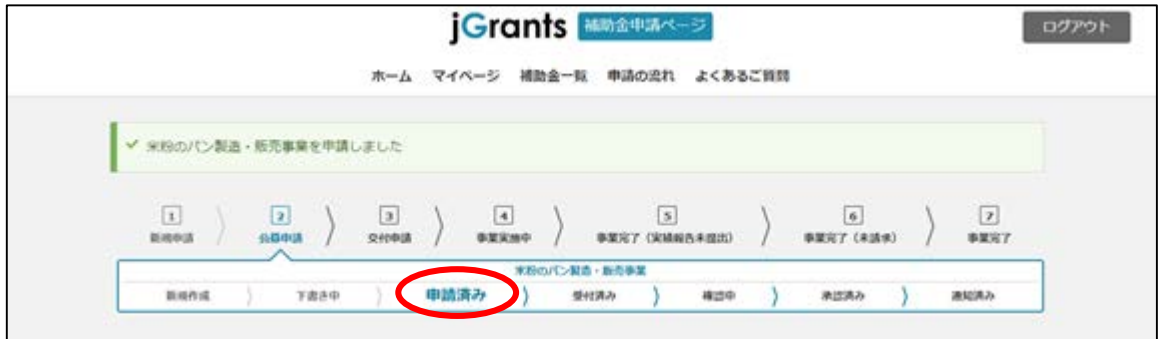 jGrants 補助金申請ページ ログアウト
ホーム マイページ 補助金一覧 申請の流れ よくあるご質問
✓ 米粉のパン製造・販売事業を申請しました
1 2 3 4 5 6 7
新規申請 公募申請 交付申請 事業実施中 事業完了（実績報告未提出） 事業完了（未請求） 事業完了
米粉のパン製造・販売事業
新規作成 下書き中 申請済み 受付済み 確認中 承認済み 通知済み